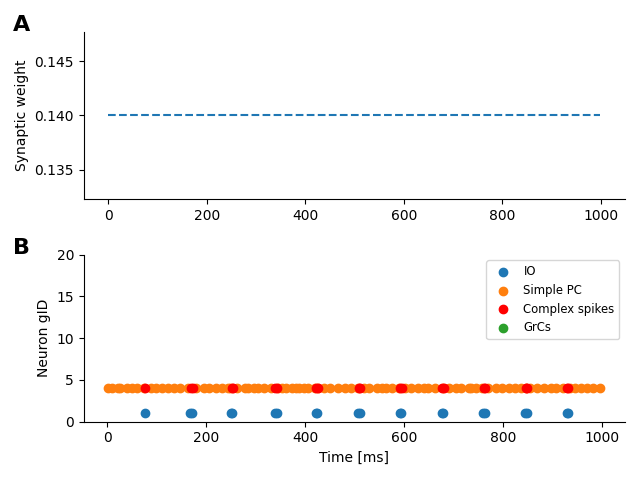 A
Synaptic weight
0.145
0.140
0.135
0 200 400 600 800 1000
B
Neuron gID
20
15
10
5
0
IO
Simple PC
Complex spikes
GrCs
0 200 400 600 800 1000
Time [ms]